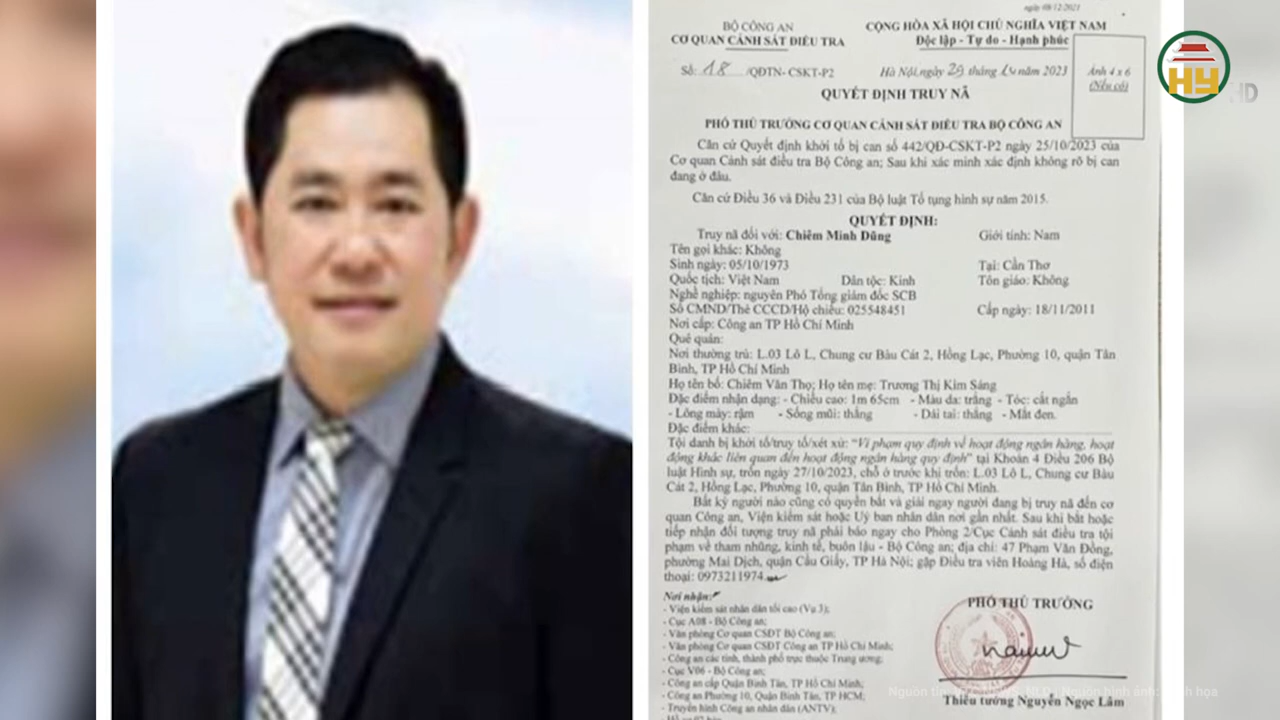 ngày 08/12/2023
BỘ CÔNG AN
CƠ QUAN CẢNH SÁT ĐIỀU TRA
Số: 18 /QĐTN- CSKT-P2
CỘNG HÒA XÃ HỘI CHỦ NGHĨA VIỆT NAM
Độc lập - Tự do - Hạnh phúc
Hà Nội, ngày 29 tháng năm 2023
Ảnh 4 x 6
(Nếu có)
HY
HD
QUYẾT ĐỊNH TRUY NÃ
PHÓ THỦ TRƯỞNG CƠ QUAN CẢNH SÁT ĐIỀU TRA BỘ CÔNG AN
Căn cứ Quyết định khởi tố bị can số 442/QĐ-CSKT-P2 ngày 25/10/2023 của
Cơ quan Cảnh sát điều tra Bộ Công an; Sau khi xác minh xác định không rõ bị can
đang ở đâu.
Căn cứ Điều 36 và Điều 231 của Bộ luật Tố tụng hình sự năm 2015.
QUYẾT ĐỊNH:
Truy nã đối với: Chiêm Minh Dũng Giới tính: Nam
Tên gọi khác: Không
Sinh ngày: 05/10/1973 Tại: Cần Thơ
Quốc tịch: Việt Nam Dân tộc: Kinh Tôn giáo: Không
Nghề nghiệp: nguyên Phó Tổng giám đốc SCB
Số CMND/Thẻ CCCD/Hộ chiếu: 025548451 Cấp ngày: 18/11/2011
Nơi cấp: Công an TP Hồ Chí Minh
Quê quán:
Nơi thường trú: L.03 Lô L, Chung cư Bàu Cát 2, Hồng Lạc, Phường 10, quận Tân
Bình, TP Hồ Chí Minh
Họ tên bố: Chiêm Văn Thọ; Họ tên mẹ: Trương Thị Kim Sáng
Đặc điểm nhận dạng: - Chiều cao: 1m 65cm - Màu da: trắng - Tóc: cắt ngắn
- Lông mày: rậm - Sống mũi: thẳng - Dái tai: thẳng - Mắt đen.
Đặc điểm khác:
Tội danh bị khởi tố/truy tố/xét xử: "Vi phạm quy định về hoạt động ngân hàng, hoạt
động khác liên quan đến hoạt động ngân hàng quy định" tại Khoản 4 Điều 206 Bộ
luật Hình sự, trốn ngày 27/10/2023, chỗ ở trước khi trốn: L.03 Lô L, Chung cư Bàu
Cát 2, Hồng Lạc, Phường 10, quận Tân Bình, TP Hồ Chí Minh.
Bất kỳ người nào cũng có quyền bắt và giải ngay người đang bị truy nã đến cơ
quan Công an, Viện kiểm sát hoặc Uỷ ban nhân dân nơi gần nhất. Sau khi bắt hoặc
tiếp nhận đối tượng truy nã phải báo ngay cho Phòng 2/Cục Cảnh sát điều tra tội
phạm về tham nhũng, kinh tế, buôn lậu - Bộ Công an; địa chỉ: 47 Phạm Văn Đồng,
phường Mai Dịch, quận Cầu Giấy, TP Hà Nội; gặp Điều tra viên Hoàng Hà, số điện
thoại: 0973211974
Nơi nhận:
- Viện kiểm sát nhân dân tối cao (Vụ 3);
- Cục A08 - Bộ Công an;
- Văn phòng Cơ quan CSĐT Bộ Công an;
- Văn phòng Cơ quan CSĐT Công an TP Hồ Chí Minh;
- Công an các tỉnh, thành phố trực thuộc Trung ương;
- Cục V06 - Bộ Công an;
- Công an cấp Quận Bình Tân, TP Hồ Chí Minh;
- Công an Phường 10, Quận Bình Tân, TP HCM;
- Truyền hình Công an nhân dân (ANTV);
PHÓ THỦ TRƯỞNG
Thiếu tướng Nguyễn Ngọc Lâm
Nguồn NLĐ | Nguồn hình ảnh: họa